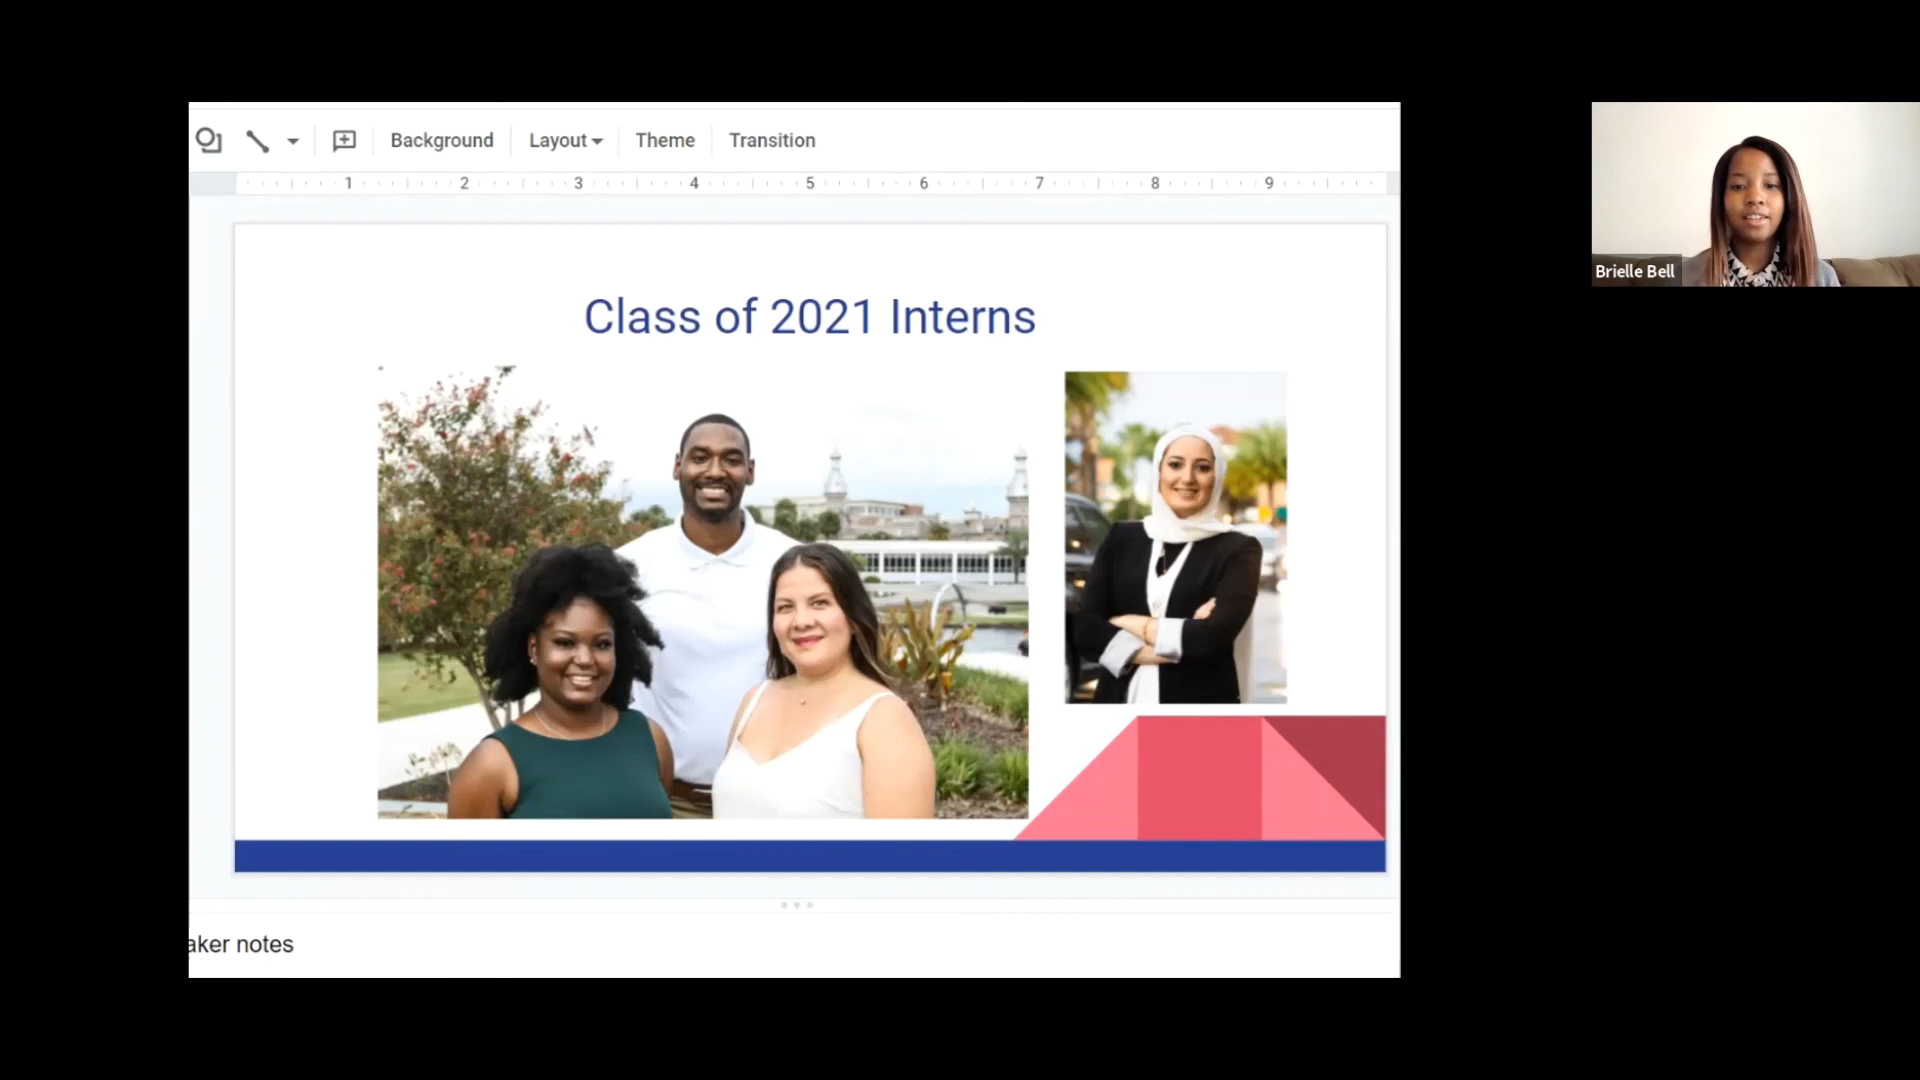 Background Layout Theme Transition
1 2 3 4 5 6 7 8 9
Class of 2021 Interns
Brielle Bell
aker notes